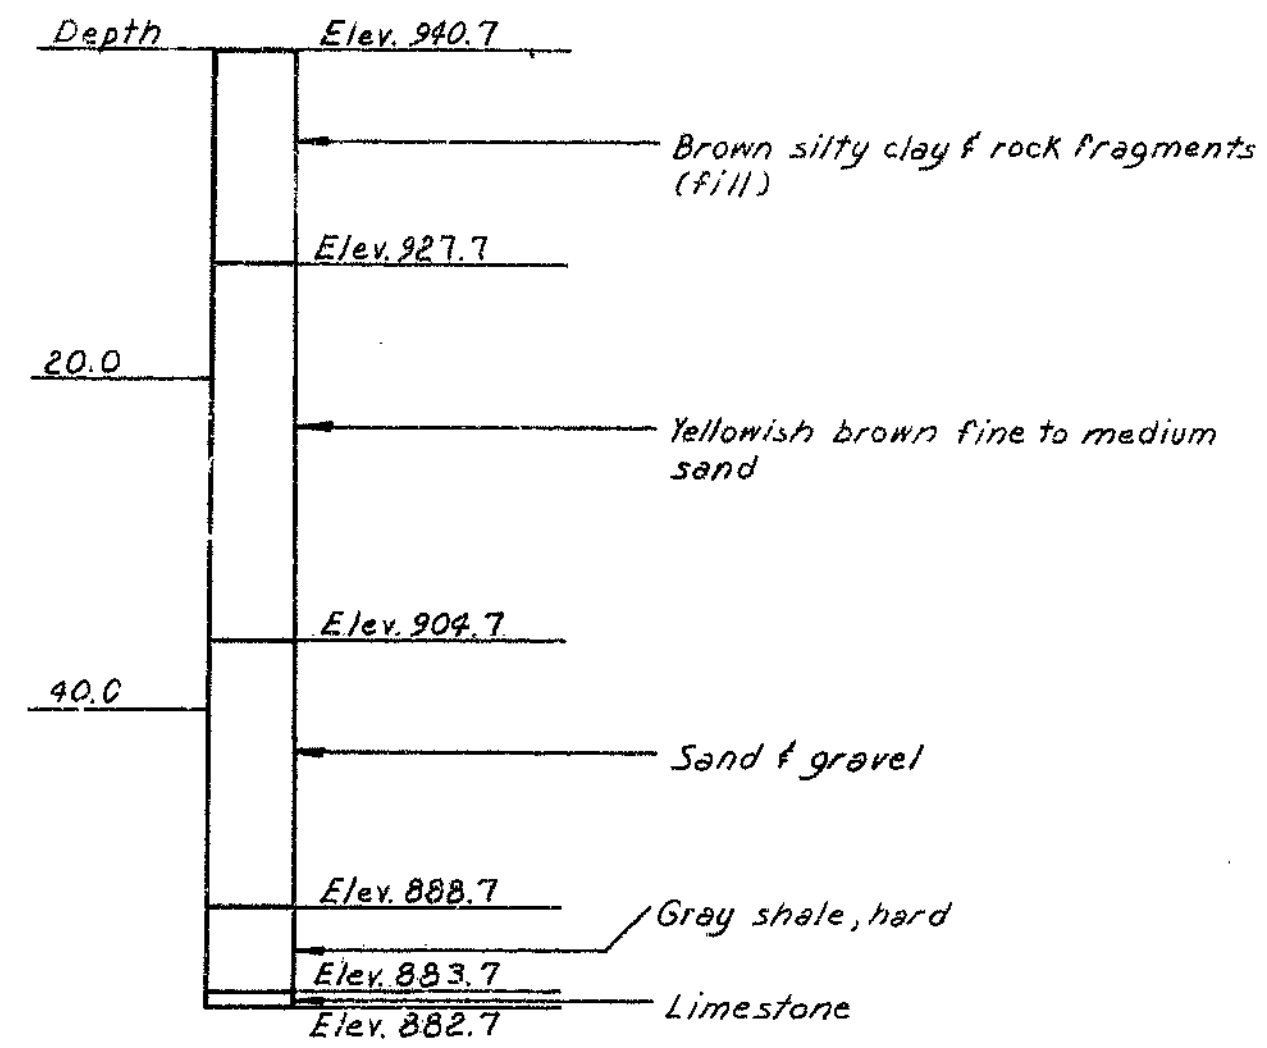 Depth
Elev. 940.7
Brown silty clay & rock fragments
(fill)
Elev. 927.7
20.0
Yellowish brown fine to medium
sand
Elev. 904.7
40.0
Sand & gravel
Elev. 888.7
Gray shale, hard
Elev. 883.7
Limestone
Elev. 882.7